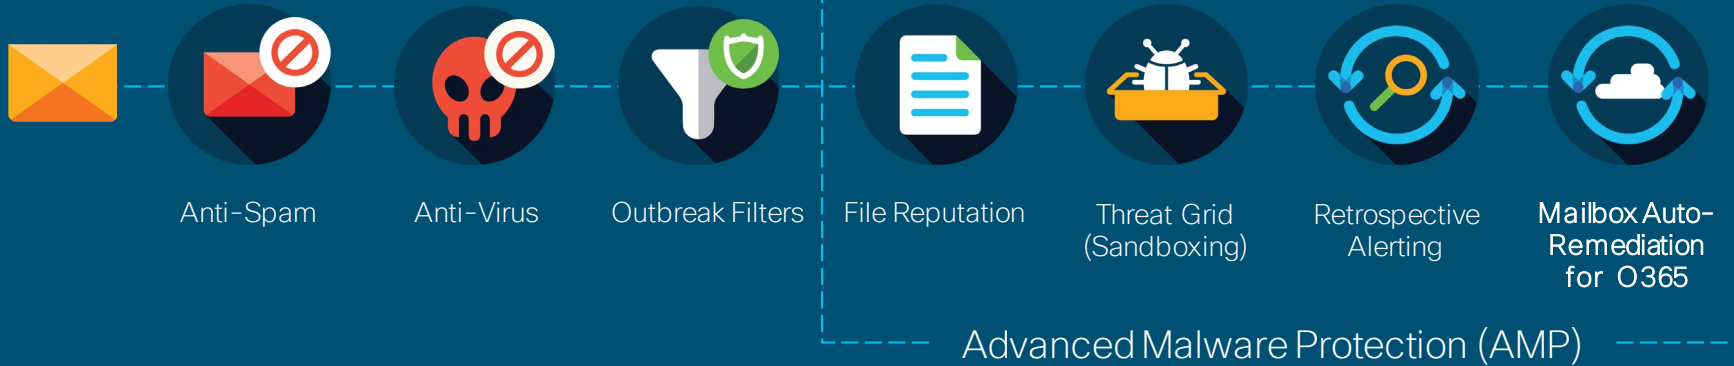 Anti-Spam
Anti-Virus
Outbreak Filters
File Reputation
Threat Grid
(Sandboxing)
Retrospective
Alerting
Mailbox Auto-
Remediation
for O365
Advanced Malware Protection (AMP)